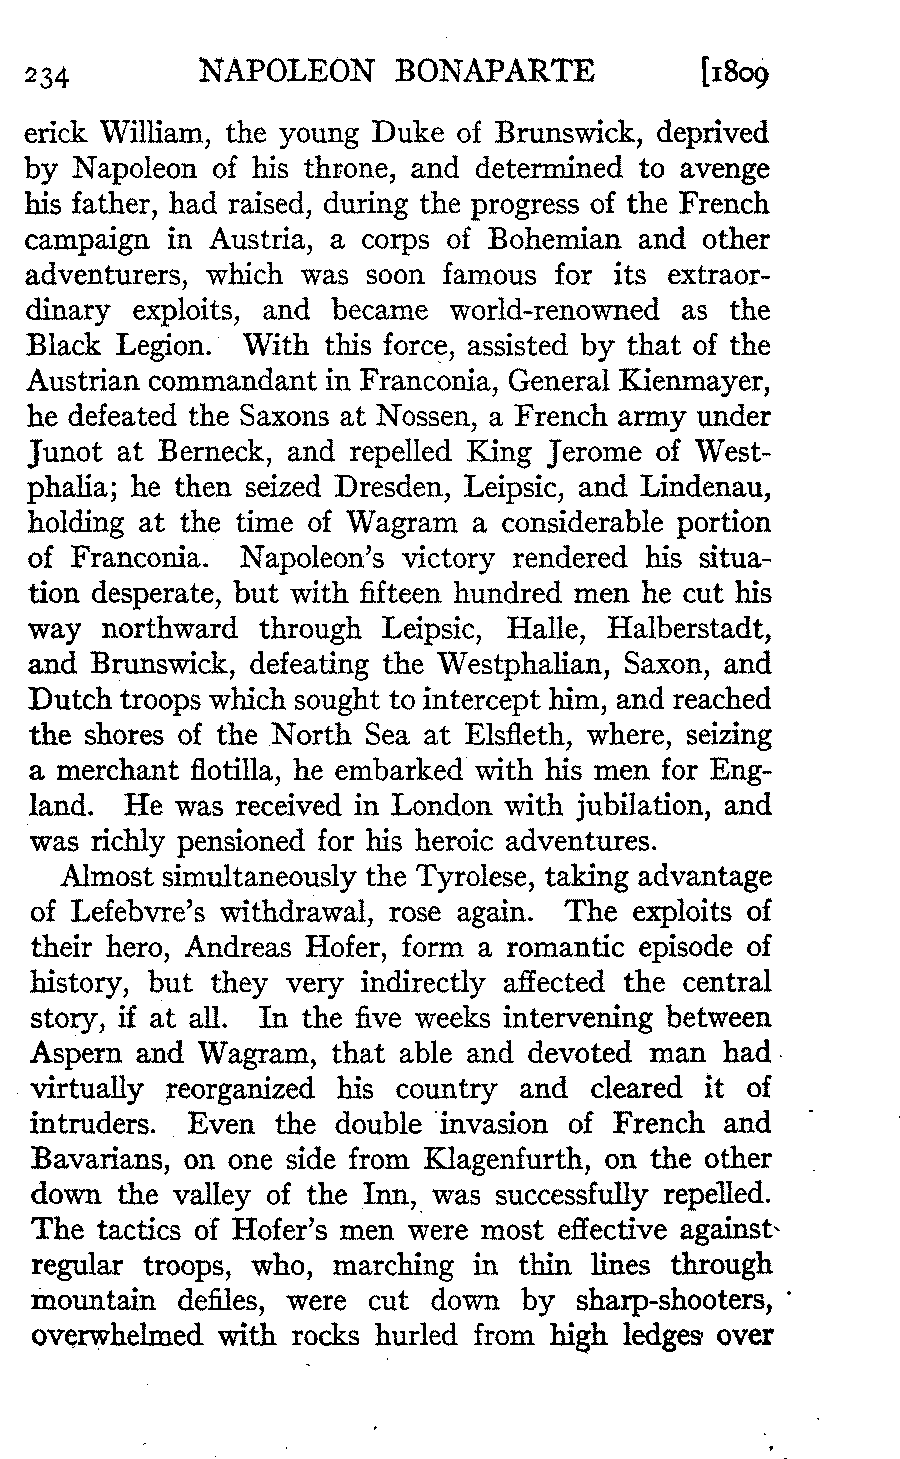 234 NAPOLEON BONAPARTE [1809
erick William, the young Duke of Brunswick, deprived
by Napoleon of his throne, and determined to avenge
his father, had raised, during the progress of the French
campaign in Austria, a corps of Bohemian and other
adventurers, which was soon famous for its extraor-
dinary exploits, and became world-renowned as the
Black Legion. With this force, assisted by that of the
Austrian commandant in Franconia, General Kienmayer,
he defeated the Saxons at Nossen, a French army under
Junot at Berneck, and repelled King Jerome of West-
phalia; he then seized Dresden, Leipsic, and Lindenau,
holding at the time of Wagram a considerable portion
of Franconia. Napoleon's victory rendered his situa-
tion desperate, but with fifteen hundred men he cut his
way northward through Leipsic, Halle, Halberstadt,
and Brunswick, defeating the Westphalian, Saxon, and
Dutch troops which sought to intercept him, and reached
the shores of the North Sea at Elsfleth, where, seizing
a merchant flotilla, he embarked with his men for Eng-
land. He was received in London with jubilation, and
was richly pensioned for his heroic adventures.
Almost simultaneously the Tyrolese, taking advantage
of Lefebvre's withdrawal, rose again. The exploits of
their hero, Andreas Hofer, form a romantic episode of
history, but they very indirectly affected the central
story, if at all. In the five weeks intervening between
Aspern and Wagram, that able and devoted man had
virtually reorganized his country and cleared it of
intruders. Even the double invasion of French and
Bavarians, on one side from Klagenfurth, on the other
down the valley of the Inn, was successfully repelled.
The tactics of Hofer's men were most effective against
regular troops, who, marching in thin lines through
mountain defiles, were cut down by sharp-shooters,
overwhelmed with rocks hurled from high ledges over